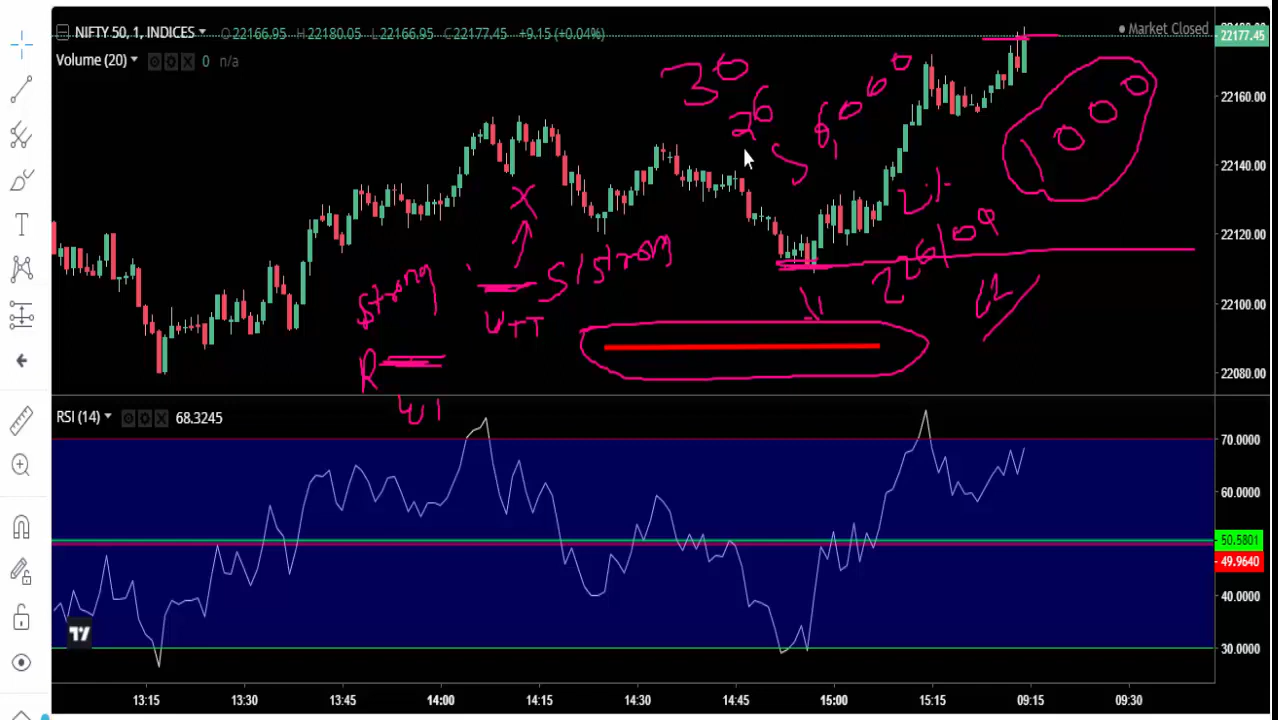 NIFTY 50, 1, INDICES O22166.95 H22180.05 L22166.95 C22177.45 +9.15 (+0.04%)
Market Closed
22177.45
Volume (20) 0 n/a
22160.00
22140.00
22120.00
22100.00
22080.00
30
26
X
S/strong
strong
R
RSI (14) 68.3245
70.0000
60.0000
50.5801
49.9640
40.0000
30.0000
13:15 13:30 13:45 14:00 14:15 14:30 14:45 15:00 15:15 09:15 09:30